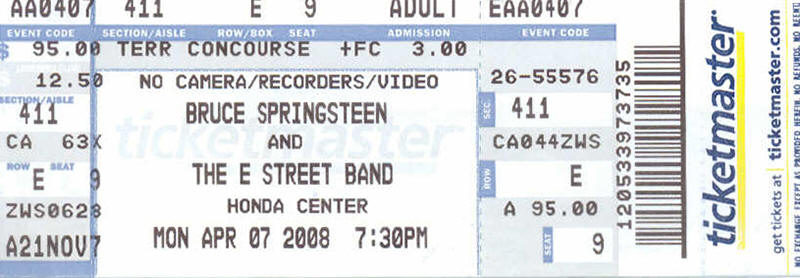 AA0407 411 E 9 ADULT EAA0407
EVENT CODE SECTION/AISLE ROW/BOX SEAT ADMISSION EVENT CODE
$ 95.00 TERR CONCOURSE +FC 3.00
12.50 NO CAMERA/RECORDERS/VIDEO 26-55576
SECTION/AISLE
411 BRUCE SPRINGSTEEN SEC. 411
CA 63X AND CA044ZWS
ROW SEAT
E 9 THE E STREET BAND ROW E
ZWS0628 HONDA CENTER A 95.00
A21NOV7 MON APR 07 2008 7:30PM SEAT 9
ticketmaster
120533973735
ticketmaster
get tickets at ticketmaster.com